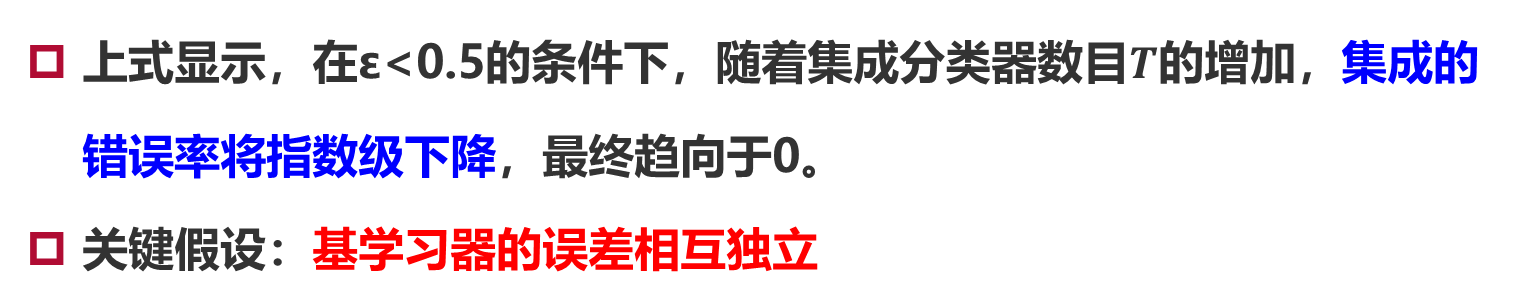 上式显示，在ε<0.5的条件下，随着集成分类器数目T的增加，集成的
错误率将指数级下降，最终趋向于0。
关键假设：基学习器的误差相互独立